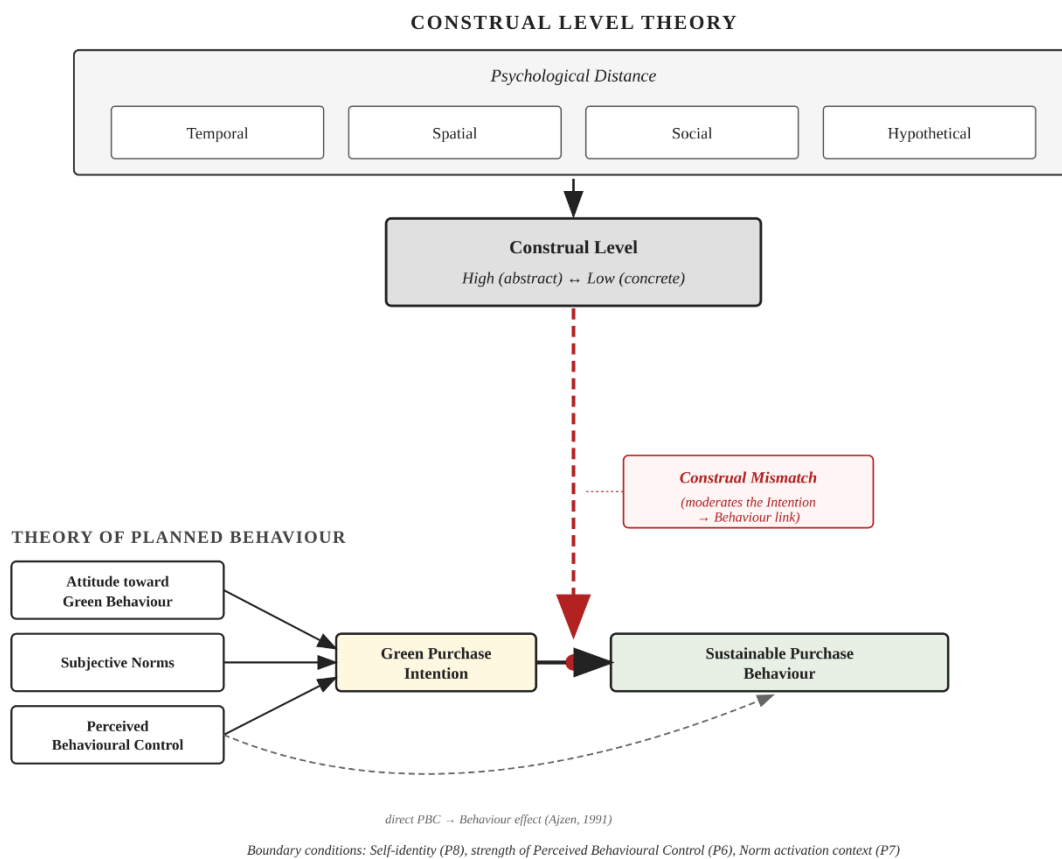 CONSTRUAL LEVEL THEORY
Psychological Distance
Temporal
Spatial
Social
Hypothetical
Construal Level
High (abstract) ↔ Low (concrete)
Construal Mismatch
(moderates the Intention
→ Behaviour link)
THEORY OF PLANNED BEHAVIOUR
Attitude toward
Green Behaviour
Subjective Norms
Perceived
Behavioural Control
Green Purchase
Intention
Sustainable Purchase
Behaviour
direct PBC → Behaviour effect (Ajzen, 1991)
Boundary conditions: Self-identity (P8), strength of Perceived Behavioural Control (P6), Norm activation context (P7)